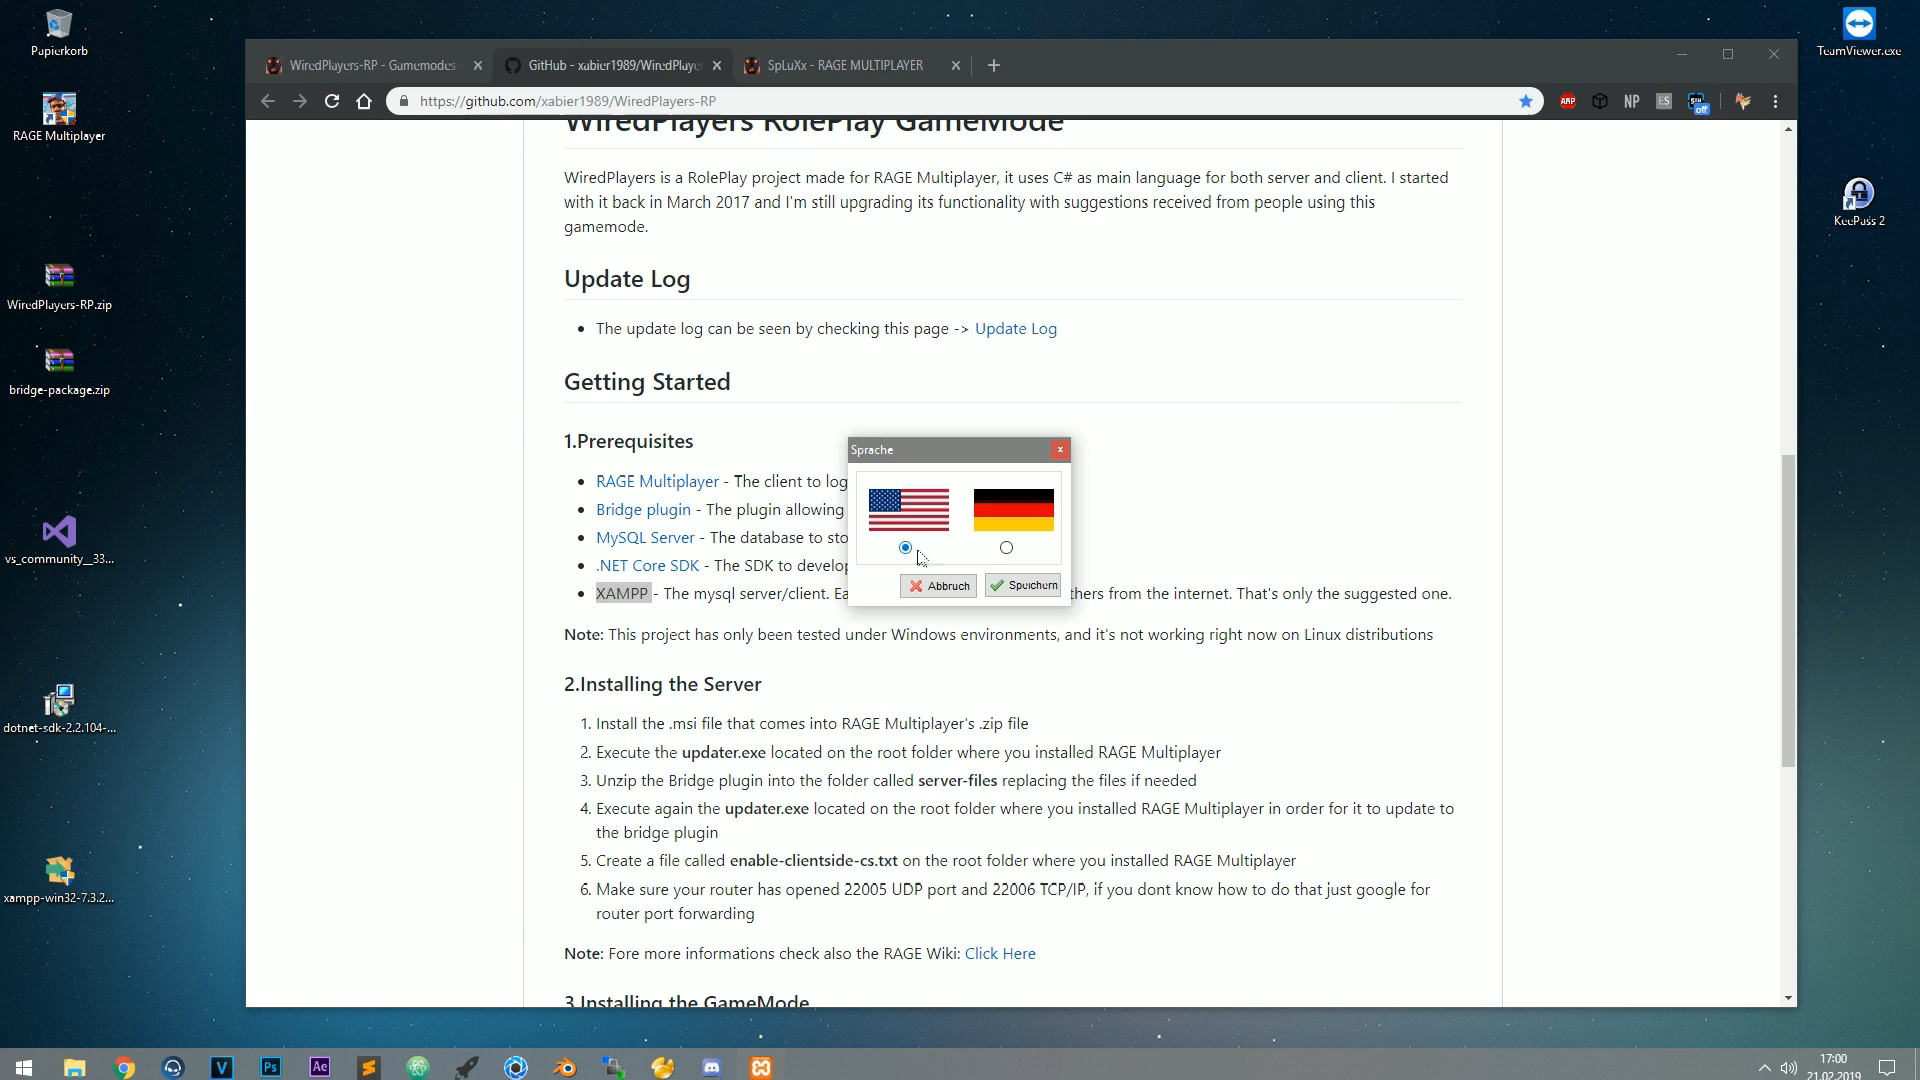 Papierkorb
RAGE Multiplayer
WiredPlayers-RP.zip
bridge-package.zip
vs_community__33...
dotnet-sdk-2.2.104-...
xampp-win32-7.3.2...
TeamViewer.exe
KeePass 2
WiredPlayers-RP - Gamemodes -
GitHub - xabier1989/WiredPlayer
SpLuXx - RAGE MULTIPLAYER
https://github.com/xabier1989/WiredPlayers-RP
ABP
NP
ES
off
WiredPlayers RolePlay GameMode
WiredPlayers is a RolePlay project made for RAGE Multiplayer, it uses C# as main language for both server and client. I started
with it back in March 2017 and I'm still upgrading its functionality with suggestions received from people using this
gamemode.
Update Log
• The update log can be seen by checking this page -> Update Log
Getting Started
1.Prerequisites
• RAGE Multiplayer - The client to log
• Bridge plugin - The plugin allowing
• MySQL Server - The database to sto
• .NET Core SDK - The SDK to develop
• XAMPP - The mysql server/client. Ea
thers from the internet. That's only the suggested one.
Sprache
Abbruch
Speichern
Note: This project has only been tested under Windows environments, and it's not working right now on Linux distributions
2.Installing the Server
1. Install the .msi file that comes into RAGE Multiplayer's .zip file
2. Execute the updater.exe located on the root folder where you installed RAGE Multiplayer
3. Unzip the Bridge plugin into the folder called server-files replacing the files if needed
4. Execute again the updater.exe located on the root folder where you installed RAGE Multiplayer in order for it to update to
the bridge plugin
5. Create a file called enable-clientside-cs.txt on the root folder where you installed RAGE Multiplayer
6. Make sure your router has opened 22005 UDP port and 22006 TCP/IP, if you dont know how to do that just google for
router port forwarding
Note: Fore more informations check also the RAGE Wiki: Click Here
3.Installing the GameMode
V
Ps
Ae
17:00
21.02.2019